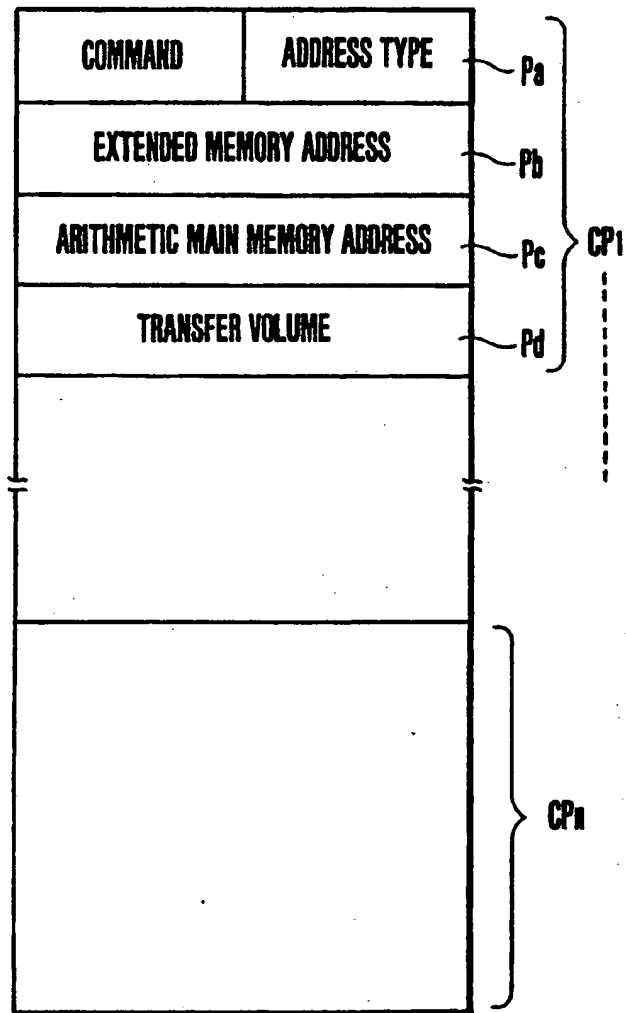 COMMAND ADDRESS TYPE Pa
EXTENDED MEMORY ADDRESS Pb
ARITHMETIC MAIN MEMORY ADDRESS Pc CP1
TRANSFER VOLUME Pd
CPn